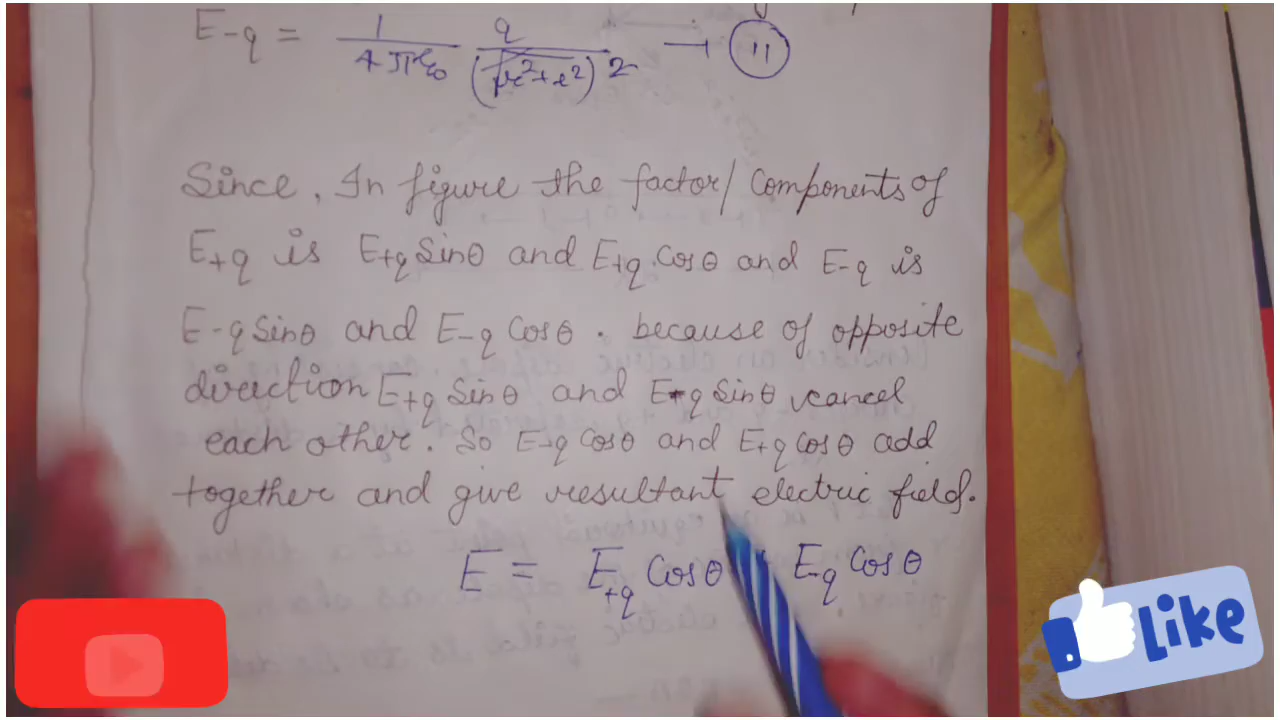 E-q = 1/4πε₀ q/(√r²+l²)² → (11)
Since, In figure the factor/ components of
E+q is E+q Sinθ and E+q Cosθ and E-q is
E-q Sinθ and E-q Cosθ. because of opposite
direction E+q Sinθ and E-q Sinθ cancel
each other. So E-q Cosθ and E+q Cosθ add
together and give resultant electric field.
E = E+q Cosθ E-q Cosθ
Like